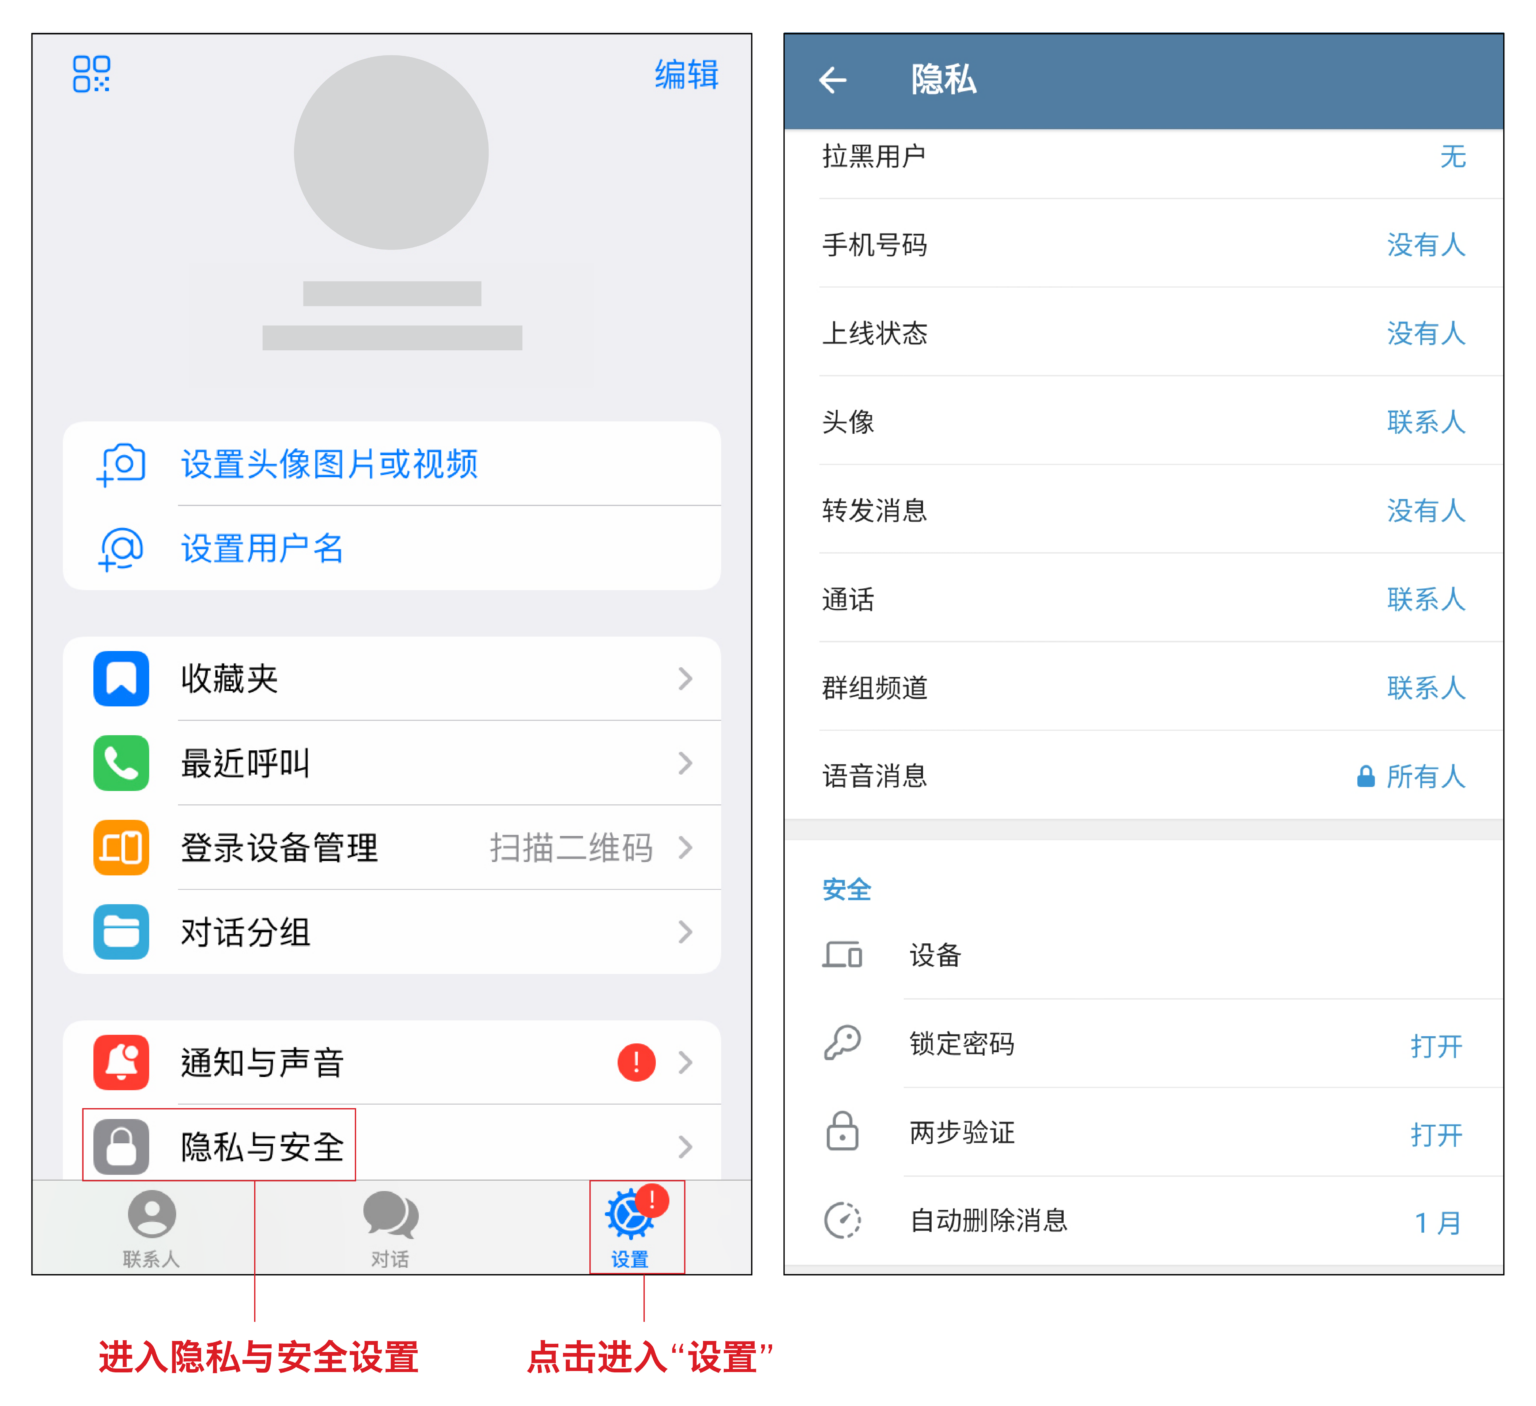 编辑
设置头像图片或视频
设置用户名
收藏夹
最近呼叫
登录设备管理 扫描二维码
对话分组
通知与声音
隐私与安全
联系人 对话 设置
进入隐私与安全设置
点击进入“设置”
隐私
拉黑用户 无
手机号码 没有人
上线状态 没有人
头像 联系人
转发消息 没有人
通话 联系人
群组频道 联系人
语音消息 所有人
安全
设备
锁定密码 打开
两步验证 打开
自动删除消息 1 月